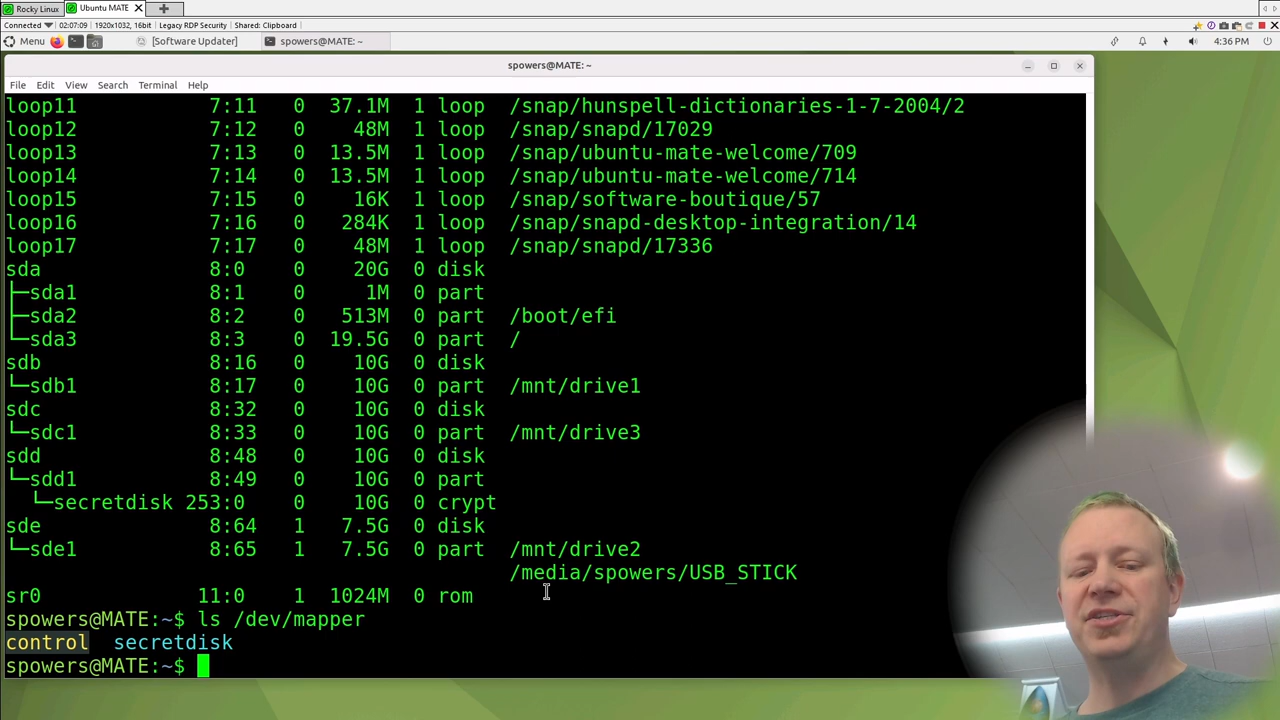 Rocky Linux
Ubuntu MATE
Connected 02:07:09 1920x1032, 16bit Legacy RDP Security Shared: Clipboard
Menu [Software Updater] spowers@MATE: ~ 4:36 PM
spowers@MATE: ~
File Edit View Search Terminal Help
loop11 7:11 0 37.1M 1 loop /snap/hunspell-dictionaries-1-7-2004/2
loop12 7:12 0 48M 1 loop /snap/snapd/17029
loop13 7:13 0 13.5M 1 loop /snap/ubuntu-mate-welcome/709
loop14 7:14 0 13.5M 1 loop /snap/ubuntu-mate-welcome/714
loop15 7:15 0 16K 1 loop /snap/software-boutique/57
loop16 7:16 0 284K 1 loop /snap/snapd-desktop-integration/14
loop17 7:17 0 48M 1 loop /snap/snapd/17336
sda 8:0 0 20G 0 disk
├─sda1 8:1 0 1M 0 part
├─sda2 8:2 0 513M 0 part /boot/efi
└─sda3 8:3 0 19.5G 0 part /
sdb 8:16 0 10G 0 disk
└─sdb1 8:17 0 10G 0 part /mnt/drive1
sdc 8:32 0 10G 0 disk
└─sdc1 8:33 0 10G 0 part /mnt/drive3
sdd 8:48 0 10G 0 disk
└─sdd1 8:49 0 10G 0 part
└─secretdisk 253:0 0 10G 0 crypt
sde 8:64 1 7.5G 0 disk
└─sde1 8:65 1 7.5G 0 part /mnt/drive2
/media/spowers/USB_STICK
sr0 11:0 1 1024M 0 rom
spowers@MATE:~$ ls /dev/mapper
control secretdisk
spowers@MATE:~$